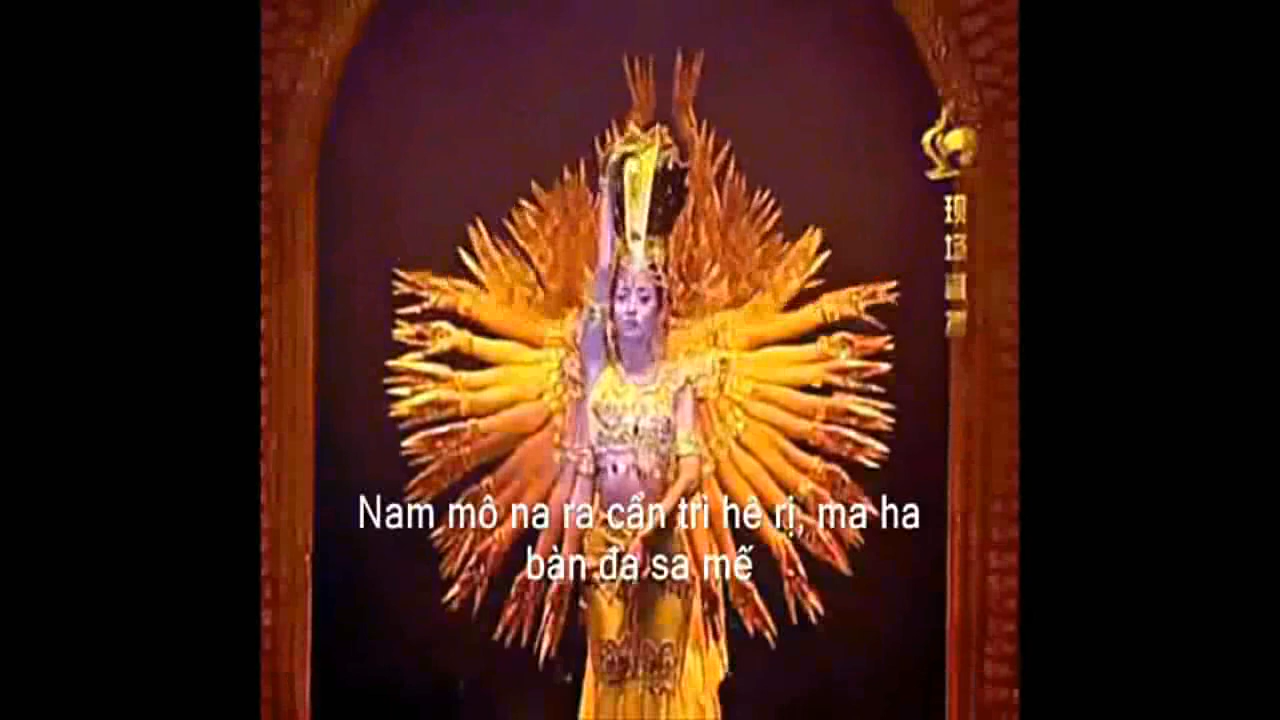 Nam mô na ra cẩn trì hê rị, ma ha
bàn đa sa mế
现场